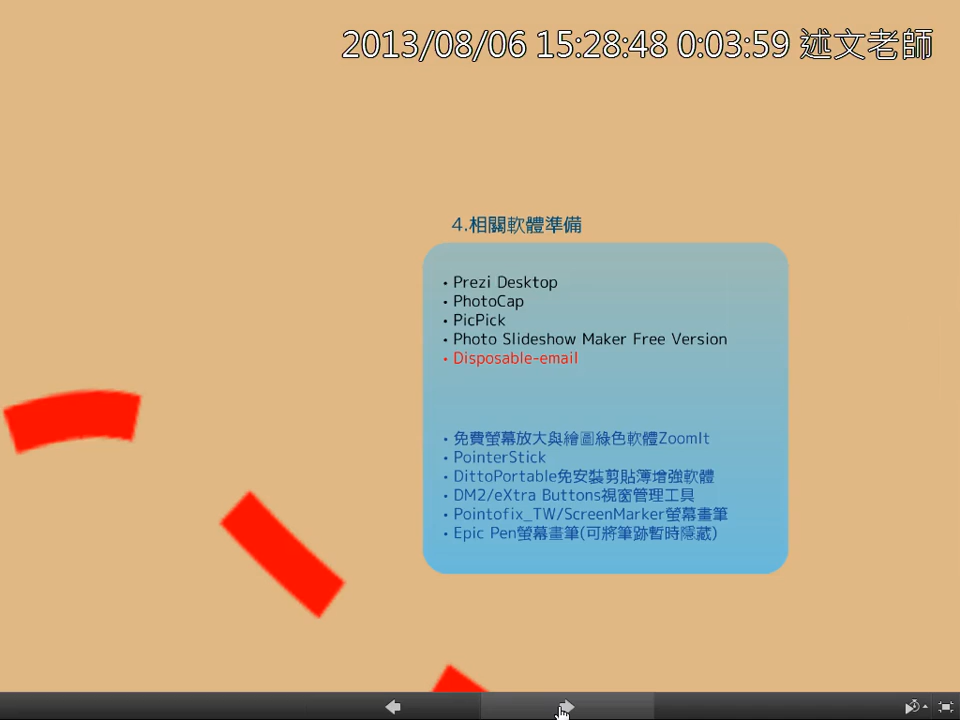 2013/08/06 15:28:48 0:03:59 述文老師
4.相關軟體準備
• Prezi Desktop
• PhotoCap
• PicPick
• Photo Slideshow Maker Free Version
• Disposable-email
• 免費螢幕放大與繪圖綠色軟體ZoomIt
• PointerStick
• DittoPortable免安裝剪貼簿增強軟體
• DM2/eXtra Buttons視窗管理工具
• Pointofix_TW/ScreenMarker螢幕畫筆
• Epic Pen螢幕畫筆(可將筆跡暫時隱藏)